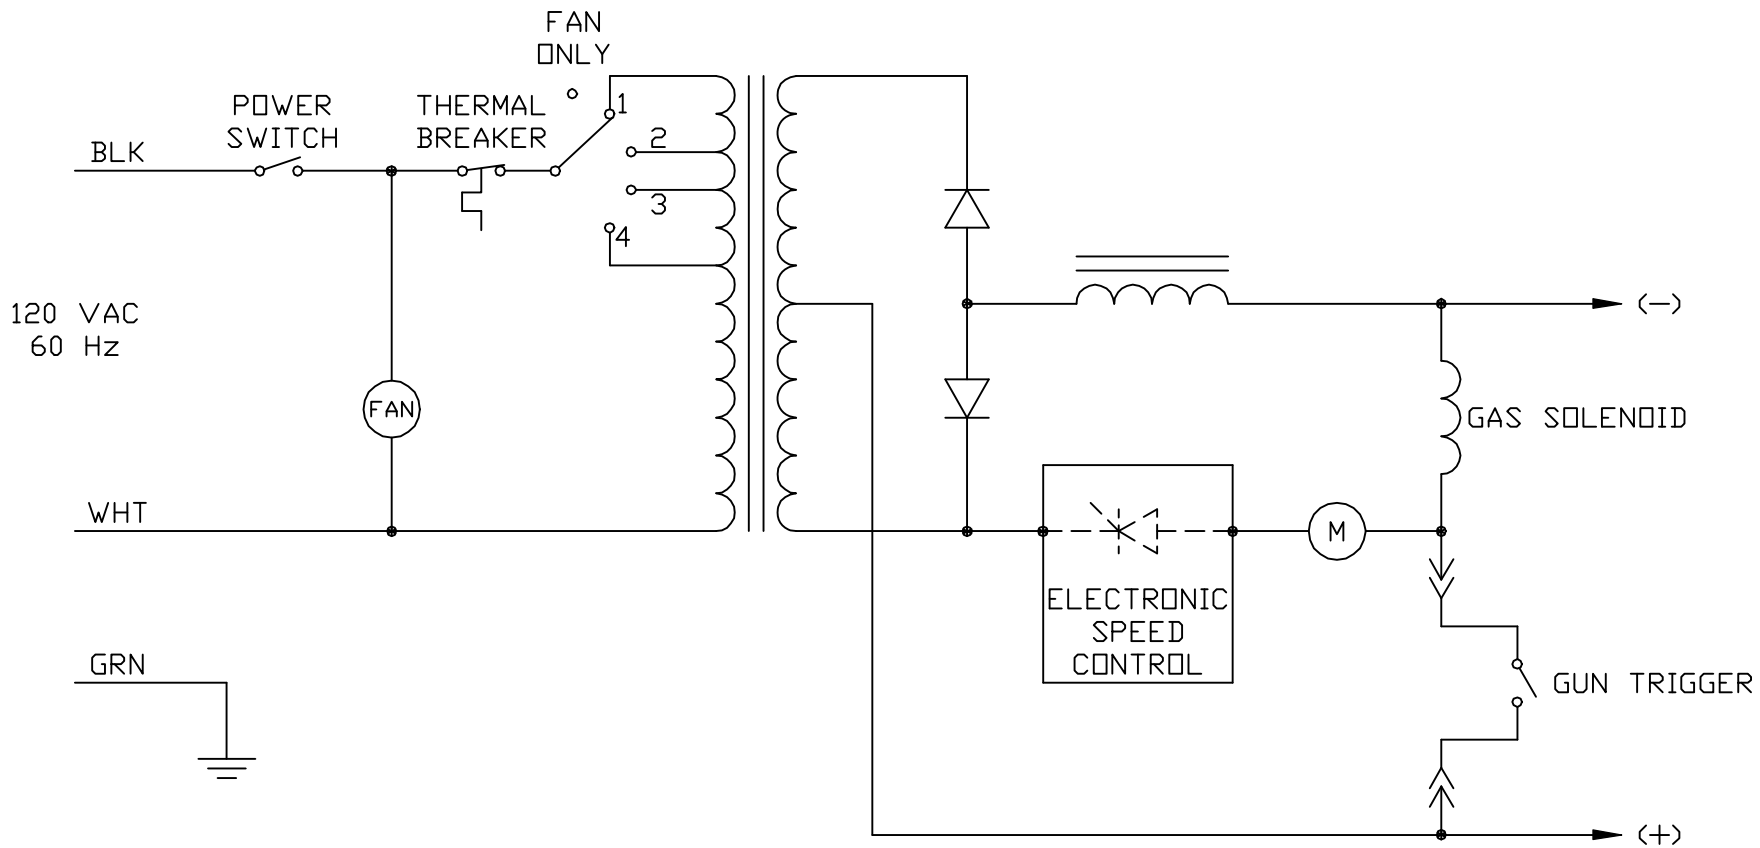 FAN
ONLY
POWER
SWITCH
THERMAL
BREAKER
1
2
3
4
BLK
120 VAC
60 Hz
FAN
(-)
GAS SOLENOID
WHT
M
ELECTRONIC
SPEED
CONTROL
GRN
GUN TRIGGER
(+)